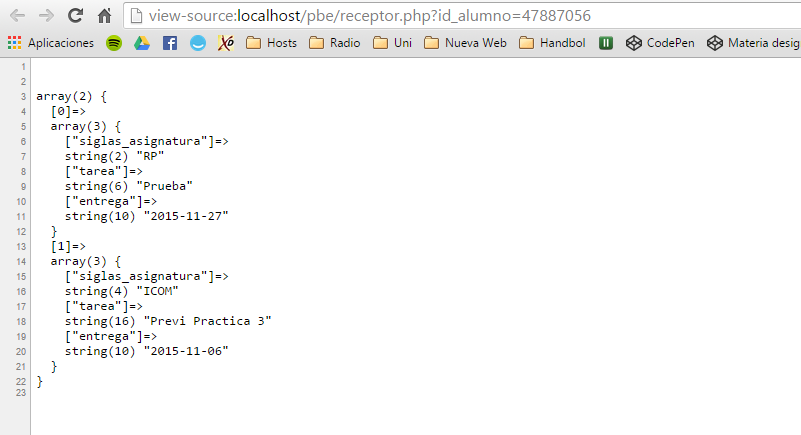 view-source:localhost/pbe/receptor.php?id_alumno=47887056
Aplicaciones Hosts Radio Uni Nueva Web Handbol CodePen Materia desig
1
2
3 array(2) {
4 [0]=>
5 array(3) {
6 ["siglas_asignatura"]=>
7 string(2) "RP"
8 ["tarea"]=>
9 string(6) "Prueba"
10 ["entrega"]=>
11 string(10) "2015-11-27"
12 }
13 [1]=>
14 array(3) {
15 ["siglas_asignatura"]=>
16 string(4) "ICOM"
17 ["tarea"]=>
18 string(16) "Previ Practica 3"
19 ["entrega"]=>
20 string(10) "2015-11-06"
21 }
22 }
23